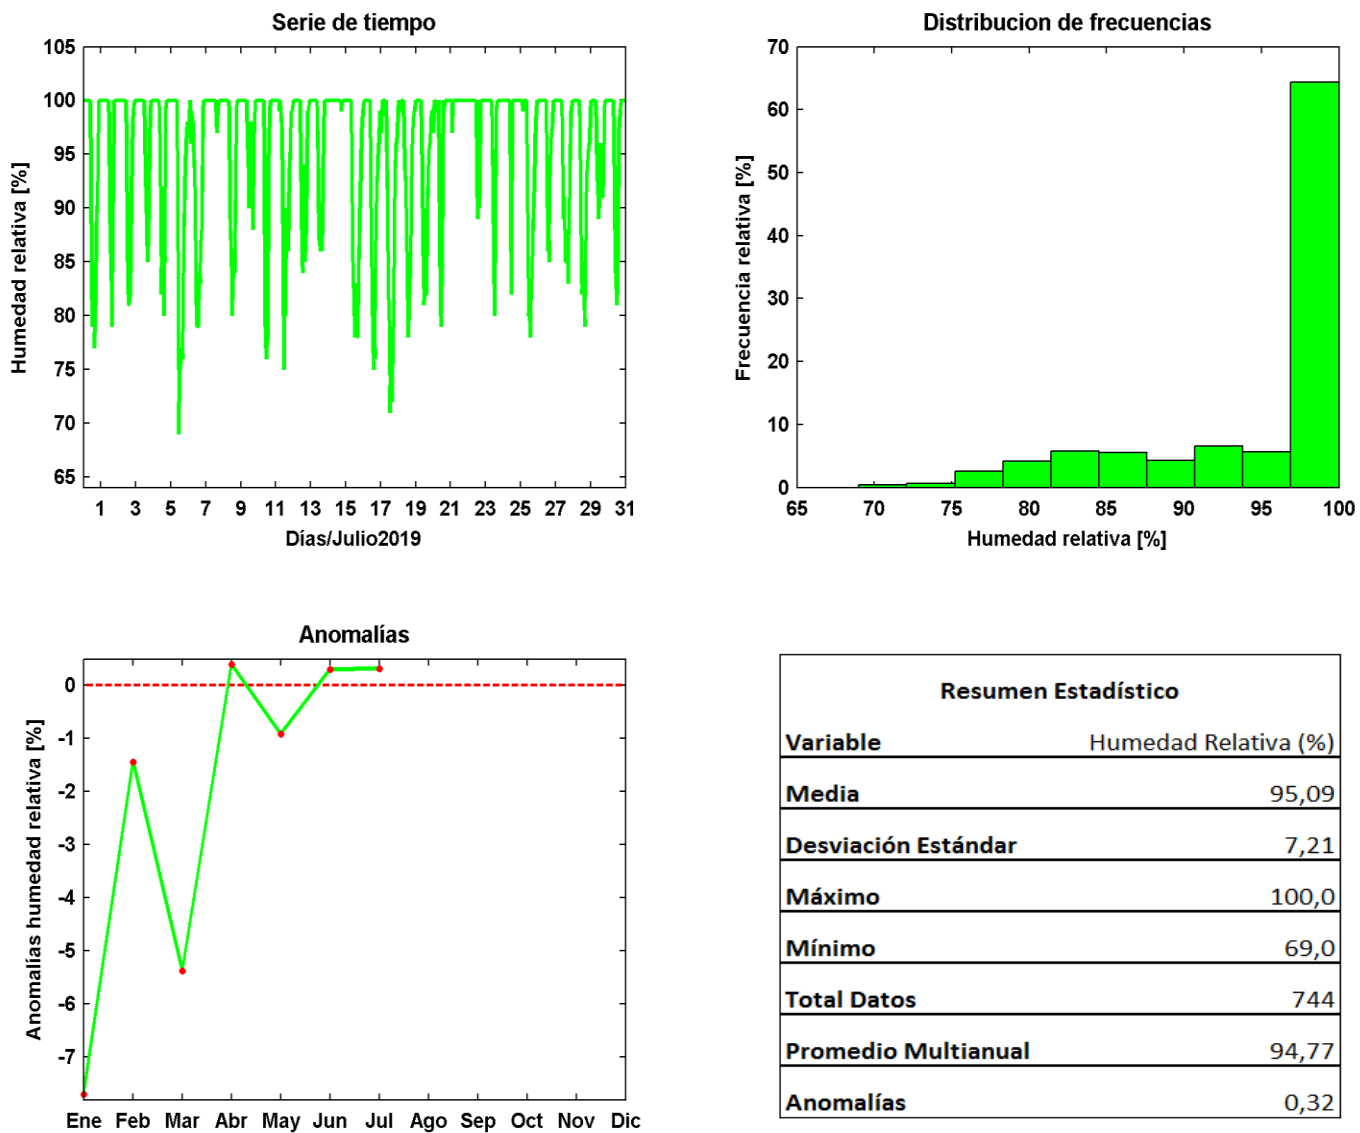 Serie de tiempo
Humedad relativa [%]
105
100
95
90
85
80
75
70
65
1 3 5 7 9 11 13 15 17 19 21 23 25 27 29 31
Días/Julio2019
Distribucion de frecuencias
Frecuencia relativa [%]
70
60
50
40
30
20
10
0
65 70 75 80 85 90 95 100
Humedad relativa [%]
Anomalías
Anomalías humedad relativa [%]
0
-1
-2
-3
-4
-5
-6
-7
Ene Feb Mar Abr May Jun Jul Ago Sep Oct Nov Dic
Resumen Estadístico
Variable Humedad Relativa (%)
Media 95,09
Desviación Estándar 7,21
Máximo 100,0
Mínimo 69,0
Total Datos 744
Promedio Multianual 94,77
Anomalías 0,32